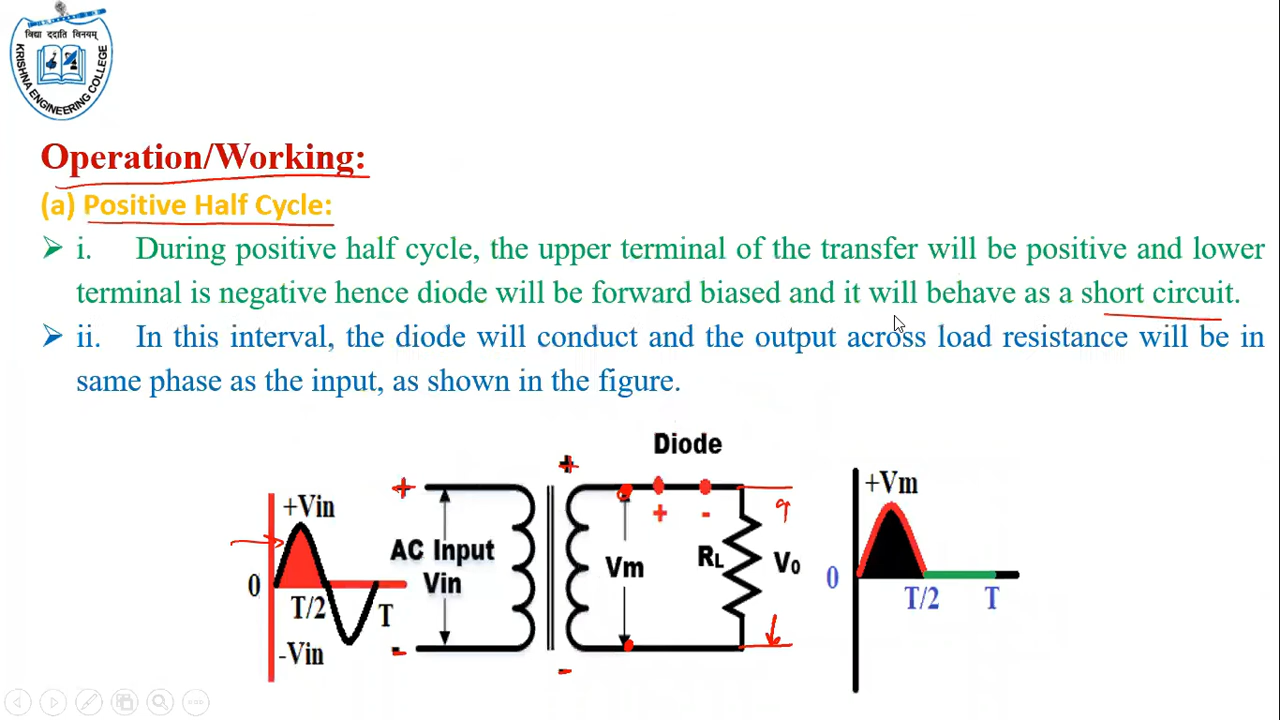 विद्या ददाति विनयम्
KRISHNA ENGINEERING COLLEGE
Operation/Working:
(a) Positive Half Cycle:
➢ i. During positive half cycle, the upper terminal of the transfer will be positive and lower
terminal is negative hence diode will be forward biased and it will behave as a short circuit.
➢ ii. In this interval, the diode will conduct and the output across load resistance will be in
same phase as the input, as shown in the figure.
+Vin
0
T/2
T
-Vin
+
AC Input
Vin
-
+
-
Diode
+ -
Vm
RL
V0
+Vm
0
T/2
T